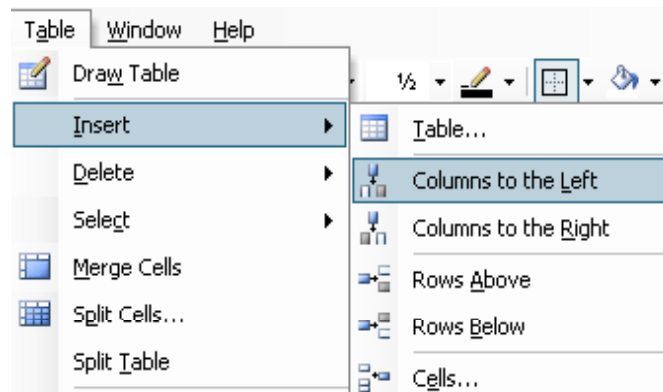 Table Window Help
Draw Table
½
Insert
Delete
Select
Merge Cells
Split Cells...
Split Table
Table...
Columns to the Left
Columns to the Right
Rows Above
Rows Below
Cells...